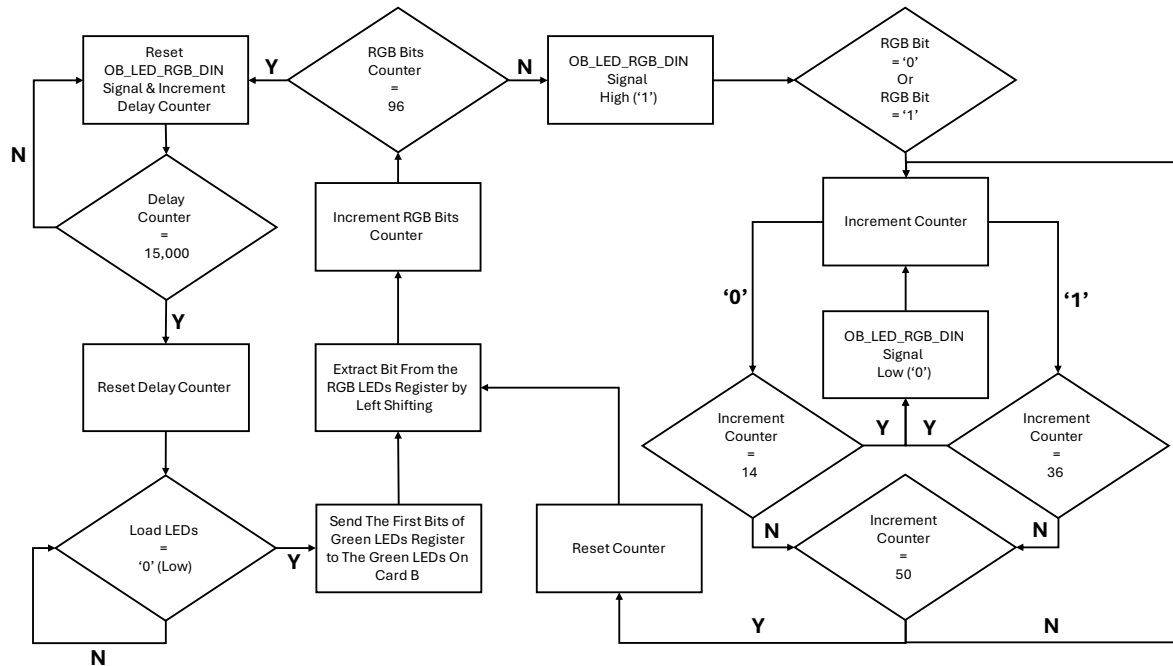 Reset
OB_LED_RGB_DIN
Signal & Increment
Delay Counter
Y
RGB Bits
Counter
=
96
N
OB_LED_RGB_DIN
Signal
High (‘1’)
RGB Bit
= ‘0’
Or
RGB Bit
= ‘1’
N
Delay
Counter
=
15,000
Y
Increment RGB Bits
Counter
Increment Counter
‘0’
‘1’
OB_LED_RGB_DIN
Signal
Low (‘0’)
Reset Delay Counter
Extract Bit From the
RGB LEDs Register by
Left Shifting
Increment
Counter
=
14
Y
Y
Increment
Counter
=
36
N
N
Load LEDs
=
‘0’ (Low)
Y
N
Send The First Bits of
Green LEDs Register
to The Green LEDs On
Card B
Reset Counter
Increment
Counter
=
50
Y
N